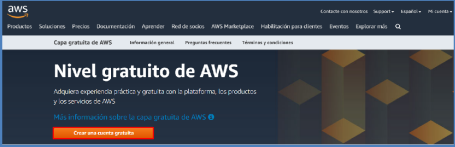 aws
Contacte con nosotros Support Español Mi cuenta
Productos Soluciones Precios Documentación Aprender Red de socios AWS Marketplace Habilitación para clientes Eventos Explorar más
Capa gratuita de AWS Información general Preguntas frecuentes Términos y condiciones
Nivel gratuito de AWS
Adquiera experiencia práctica y gratuita con la plataforma, los productos
y los servicios de AWS
Más información sobre la capa gratuita de AWS
Crear una cuenta gratuita